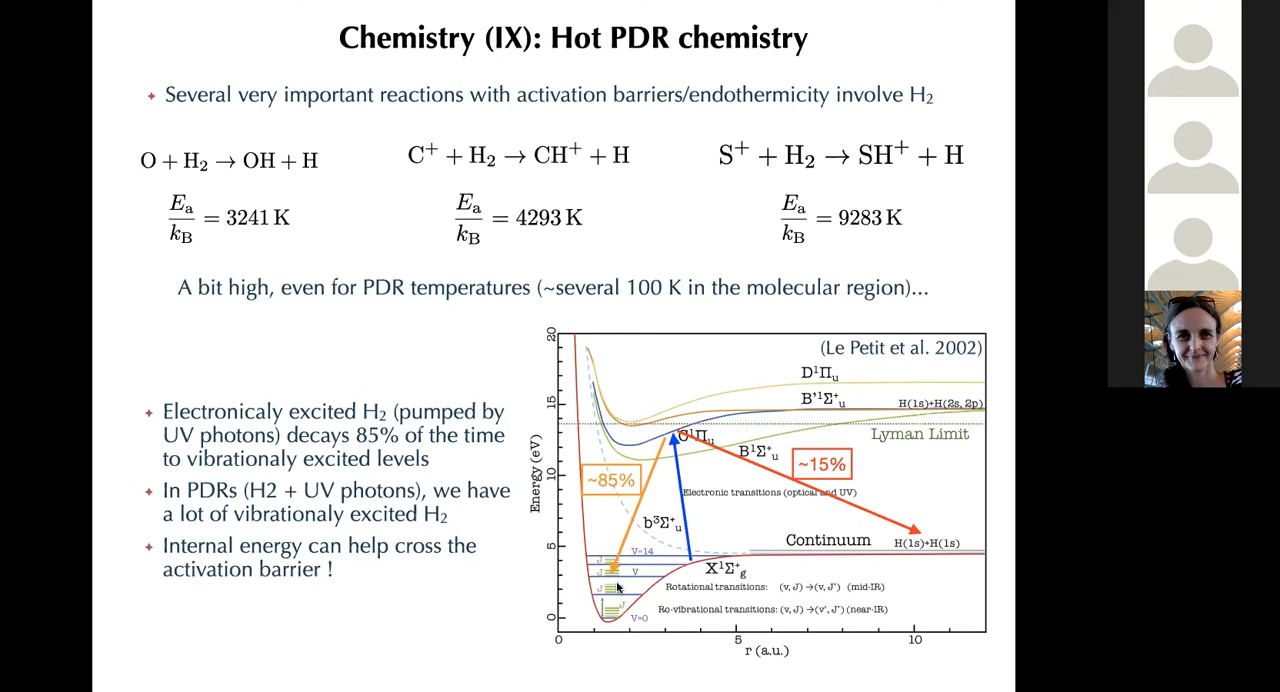 Chemistry (IX): Hot PDR chemistry
Several very important reactions with activation barriers/endothermicity involve H₂
O + H₂ → OH + H
C⁺ + H₂ → CH⁺ + H
S⁺ + H₂ → SH⁺ + H
Eₐ/k_B = 3241 K
Eₐ/k_B = 4293 K
Eₐ/k_B = 9283 K
A bit high, even for PDR temperatures (~several 100 K in the molecular region)...
Electronicaly excited H₂ (pumped by
UV photons) decays 85% of the time
to vibrationaly excited levels
In PDRs (H2 + UV photons), we have
a lot of vibrationaly excited H₂
Internal energy can help cross the
activation barrier !
(Le Petit et al. 2002)
20
15
10
5
0
Energy (eV)
D¹Πᵤ
B'¹Σ⁺ᵤ
H(1s)+H(2s, 2p)
Lyman Limit
C¹Πᵤ
B¹Σ⁺ᵤ
~15%
~85%
Electronic transitions (optical and UV)
b³Σ⁺ᵤ
Continuum
H(1s)+H(1s)
V=14
J
J
V
X¹Σ⁺g
J
Rotational transitions: (v, J) →(v, J') (mid-IR)
J
Ro-vibrational transitions: (v, J) →(v', J') (near-IR)
V=0
0
5
10
r (a.u.)